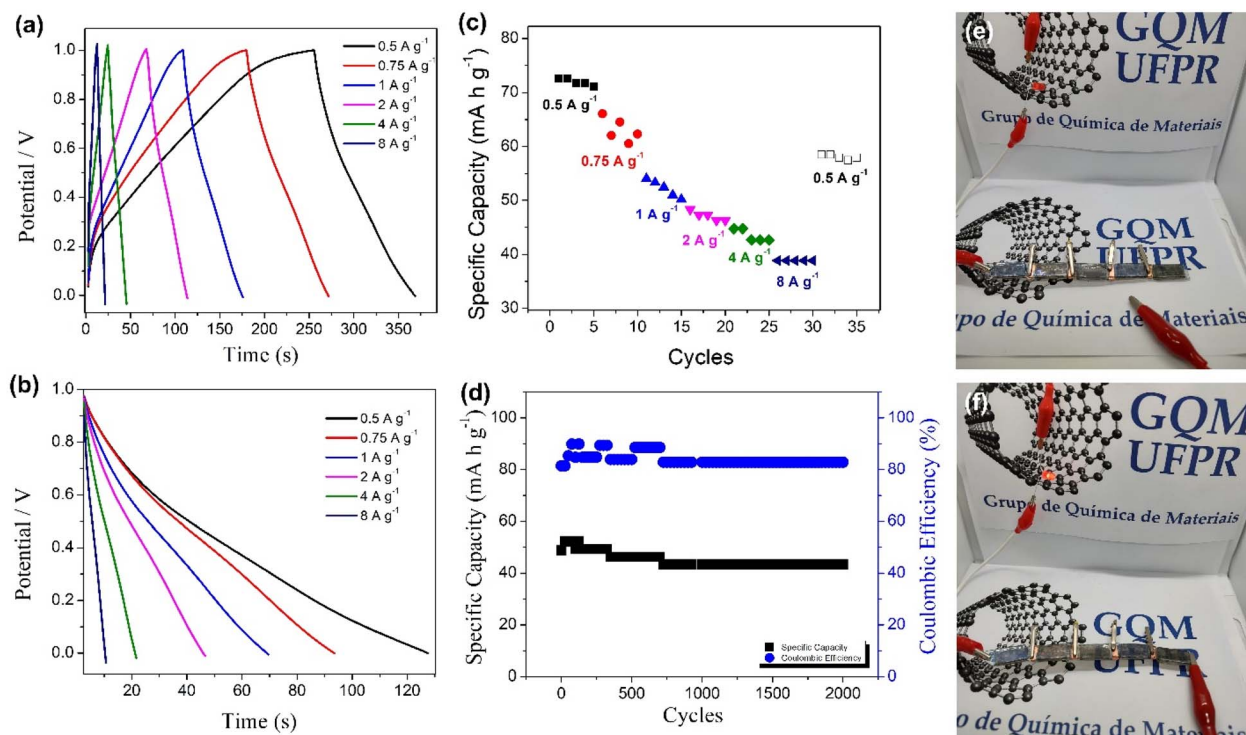 (a)
0.5 A g-1
0.75 A g-1
1 A g-1
2 A g-1
4 A g-1
8 A g-1
Potential / V
1.0
0.8
0.6
0.4
0.2
0.0
0 50 100 150 200 250 300 350
Time (s)
(b)
0.5 A g-1
0.75 A g-1
1 A g-1
2 A g-1
4 A g-1
8 A g-1
Potential / V
1.0
0.8
0.6
0.4
0.2
0.0
20 40 60 80 100 120
Time (s)
(c)
Specific Capacity (mA h g-1)
80
70
60
50
40
30
0.5 A g-1
0.75 A g-1
1 A g-1
2 A g-1
4 A g-1
8 A g-1
0.5 A g-1
0 5 10 15 20 25 30 35
Cycles
(d)
Specific Capacity (mA h g-1)
100
80
60
40
20
0
Specific Capacity
Coulombic Efficiency
Coulombic Efficiency (%)
100
80
60
40
20
0
0 500 1000 1500 2000
Cycles
(e)
GQM
UFPR
Grupo de Química de Materiais
GQM
UFPR
upo de Química de Materiais
(f)
GQM
UFPR
Grupo de Química de Materiais
GQM
UFPR
po de Química de Mate